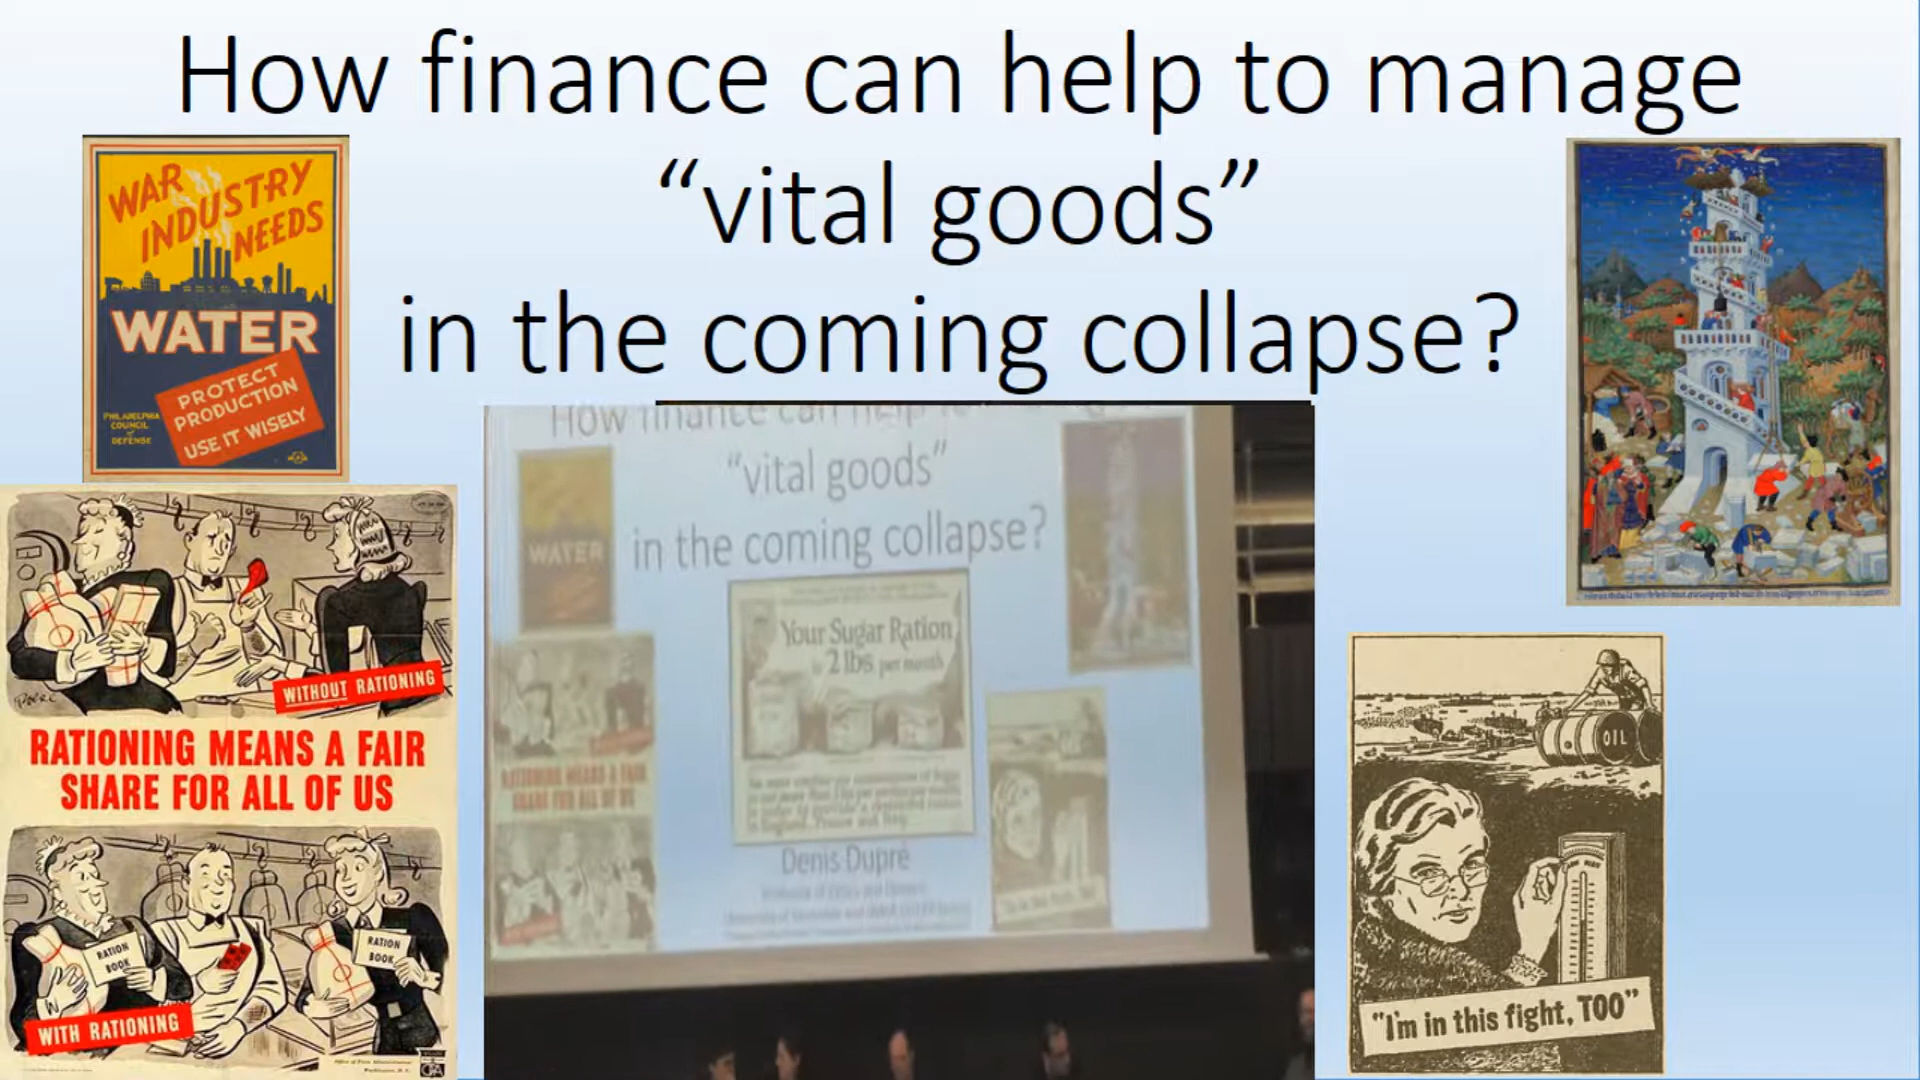 How finance can help to manage
“vital goods”
in the coming collapse?
WAR
INDUSTRY
NEEDS
WATER
PROTECT
PRODUCTION
USE IT WISELY
PHILADELPHIA
COUNCIL
of
DEFENSE
WITHOUT RATIONING
RATIONING MEANS A FAIR
SHARE FOR ALL OF US
RATION
BOOK
RATION
BOOK
WITH RATIONING
How finance can help
“vital goods”
in the coming collapse?
WATER
Your Sugar Ration
is 2 lbs. per month
RATIONING MEANS A FAIR
SHARE FOR ALL OF US
Denis Dupré
OIL
"I'm in this fight, TOO"